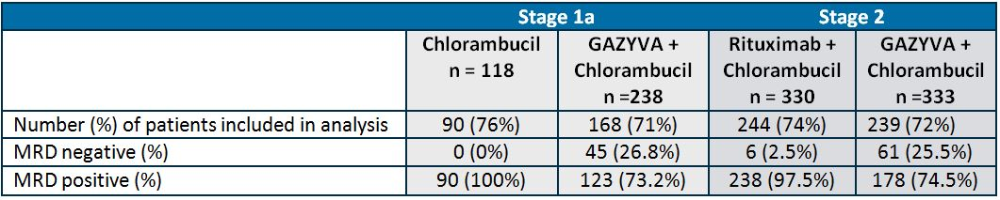 Stage 1a Stage 2
Chlorambucil GAZYVA + Rituximab + GAZYVA +
n = 118 Chlorambucil Chlorambucil Chlorambucil
n =238 n = 330 n =333
Number (%) of patients included in analysis 90 (76%) 168 (71%) 244 (74%) 239 (72%)
MRD negative (%) 0 (0%) 45 (26.8%) 6 (2.5%) 61 (25.5%)
MRD positive (%) 90 (100%) 123 (73.2%) 238 (97.5%) 178 (74.5%)